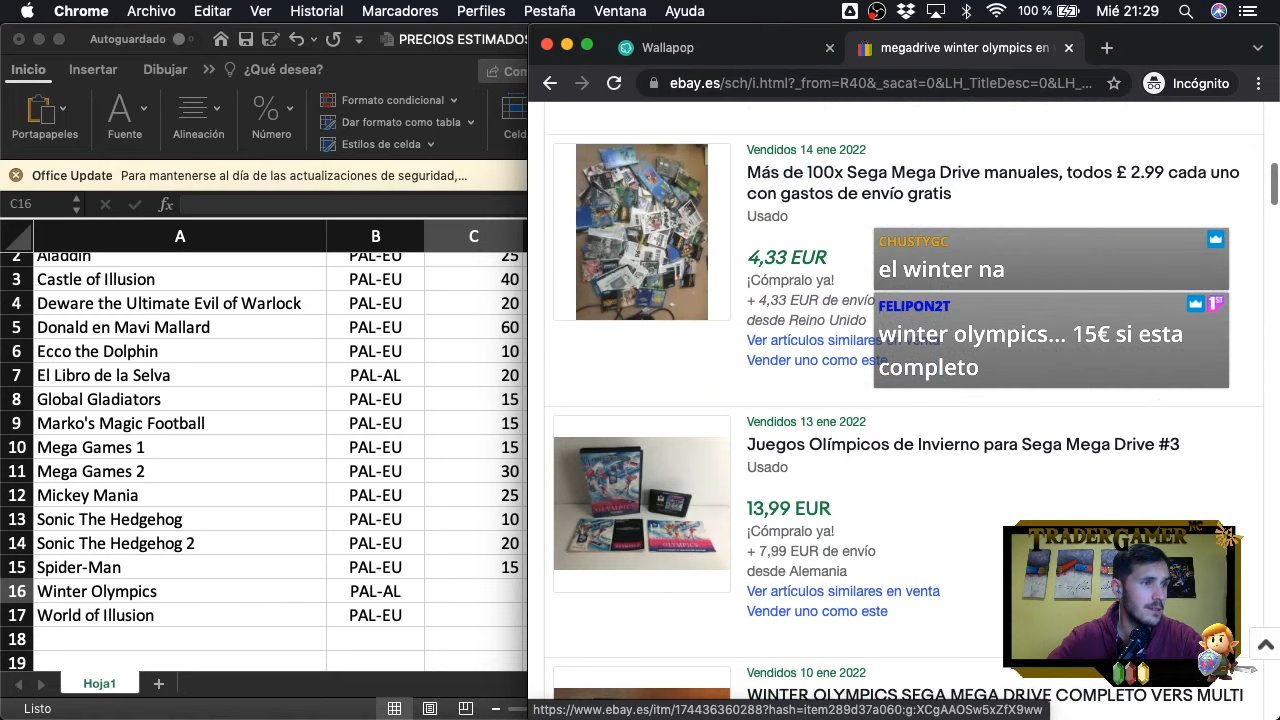 Chrome Archivo Editar Ver Historial Marcadores Perfiles Pestaña Ventana Ayuda 100 % Mié 21:29
Autoguardado PRECIOS ESTIMADOS
Inicio Insertar Dibujar ¿Qué desea? Com
Portapapeles Fuente Alineación Número
Formato condicional
Dar formato como tabla
Estilos de celda
Celd
Office Update Para mantenerse al día de las actualizaciones de seguridad,...
C16 fx
A B C
2 Aladdin PAL-EU 25
3 Castle of Illusion PAL-EU 40
4 Deware the Ultimate Evil of Warlock PAL-EU 20
5 Donald en Mavi Mallard PAL-EU 60
6 Ecco the Dolphin PAL-EU 10
7 El Libro de la Selva PAL-AL 20
8 Global Gladiators PAL-EU 15
9 Marko's Magic Football PAL-EU 15
10 Mega Games 1 PAL-EU 15
11 Mega Games 2 PAL-EU 30
12 Mickey Mania PAL-EU 25
13 Sonic The Hedgehog PAL-EU 10
14 Sonic The Hedgehog 2 PAL-EU 20
15 Spider-Man PAL-EU 15
16 Winter Olympics PAL-AL
17 World of Illusion PAL-EU
18
19
Hoja1
Listo
Wallapop megadrive winter olympics en
ebay.es/sch/i.html?_from=R40&_sacat=0&LH_TitleDesc=0&LH_... Incógnito
Vendidos 14 ene 2022
Más de 100x Sega Mega Drive manuales, todos £ 2.99 cada uno
con gastos de envío gratis
Usado
4,33 EUR
¡Cómpralo ya!
+ 4,33 EUR de envío
desde Reino Unido
Ver artículos similares en venta
Vender uno como este
CHUSTYGC
el winter na
FELIPON2T 1ST
winter olympics... 15€ si esta
completo
Vendidos 13 ene 2022
Juegos Olímpicos de Invierno para Sega Mega Drive #3
Usado
13,99 EUR
¡Cómpralo ya!
+ 7,99 EUR de envío
desde Alemania
Ver artículos similares en venta
Vender uno como este
OLYMPICS
TRADERGAMER
Vendidos 10 ene 2022
WINTER OLYMPICS SEGA MEGA DRIVE COMPLETO VERS MULTI
https://www.ebay.es/itm/174436360288?hash=item289d37a060:g:XCgAAOSw5xZfX9ww